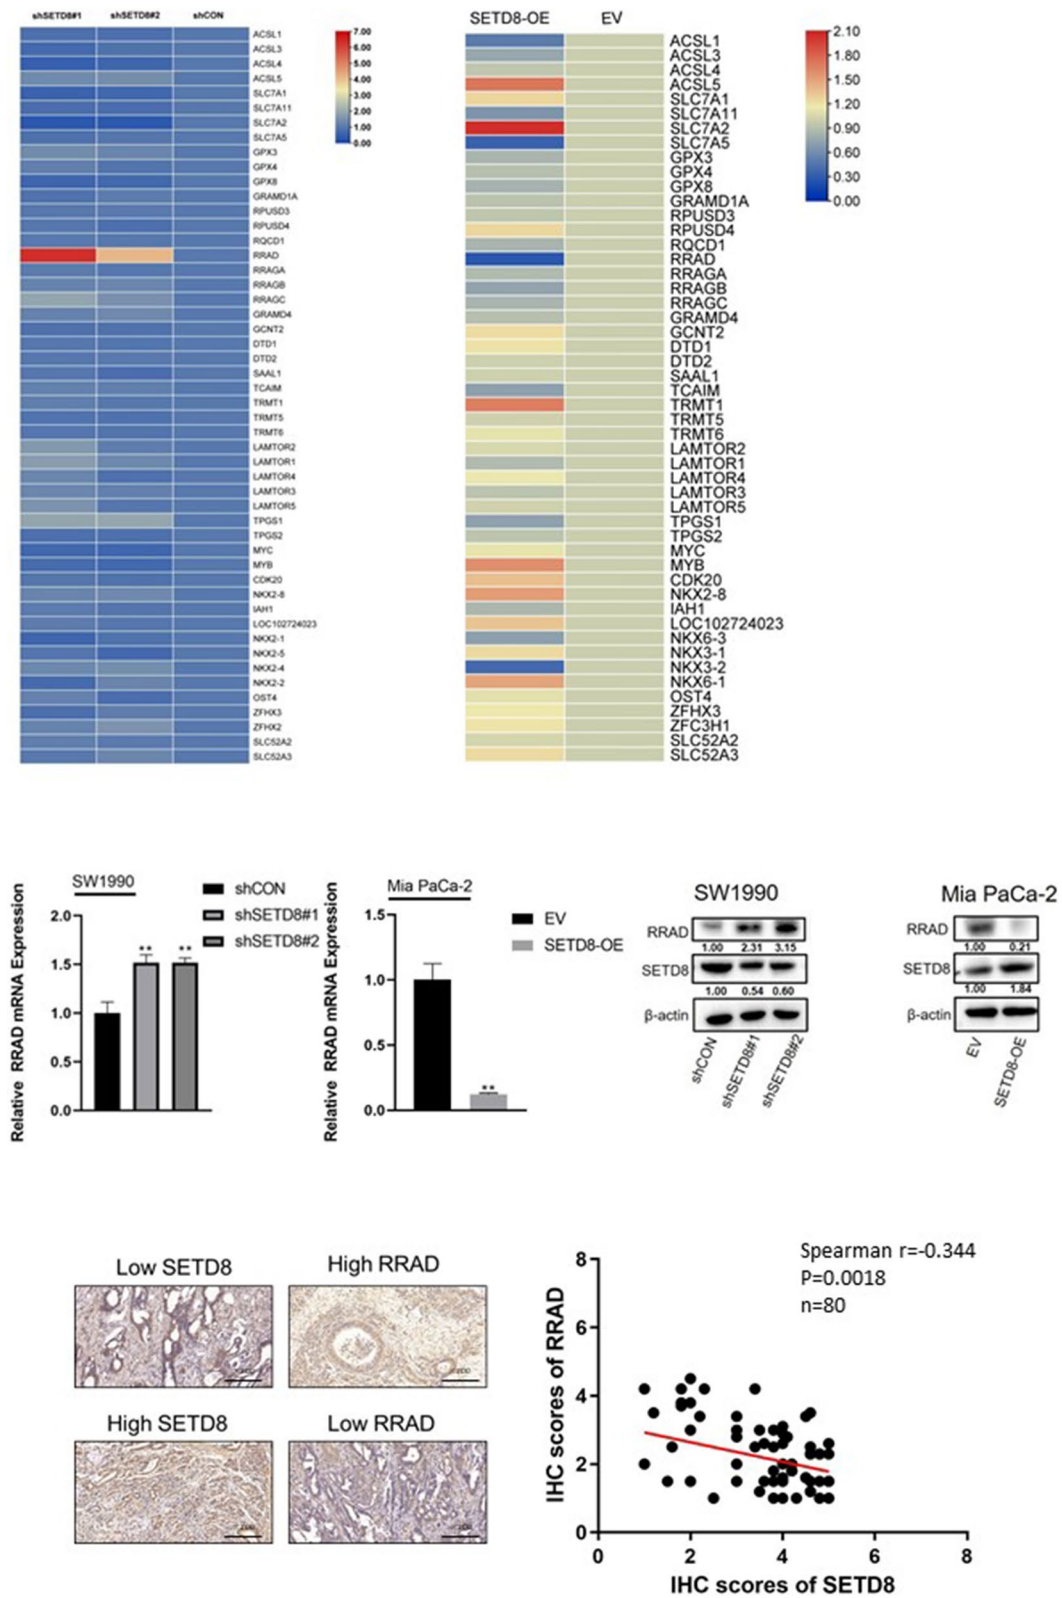 shSETD8#1 shSETD8#2 shCON
ACSL1
ACSL3
ACSL4
ACSL5
SLC7A1
SLC7A11
SLC7A2
SLC7A5
GPX3
GPX4
GPX8
GRAMD1A
RPUSD3
RPUSD4
RQCD1
RRAD
RRAGA
RRAGB
RRAGC
GRAMD4
GCNT2
DTD1
DTD2
SAAL1
TCAIM
TRMT1
TRMT5
TRMT6
LAMTOR2
LAMTOR1
LAMTOR4
LAMTOR3
LAMTOR5
TPGS1
TPGS2
MYC
MYB
CDK20
NKX2-8
IAH1
LOC102724023
NKX2-1
NKX2-5
NKX2-4
NKX2-2
OST4
ZFHX3
ZFHX2
SLC52A2
SLC52A3
7.00
6.00
5.00
4.00
3.00
2.00
1.00
0.00
SETD8-OE EV
ACSL1
ACSL3
ACSL4
ACSL5
SLC7A1
SLC7A11
SLC7A2
SLC7A5
GPX3
GPX4
GPX8
GRAMD1A
RPUSD3
RPUSD4
RQCD1
RRAD
RRAGA
RRAGB
RRAGC
GRAMD4
GCNT2
DTD1
DTD2
SAAL1
TCAIM
TRMT1
TRMT5
TRMT6
LAMTOR2
LAMTOR1
LAMTOR4
LAMTOR3
LAMTOR5
TPGS1
TPGS2
MYC
MYB
CDK20
NKX2-8
IAH1
LOC102724023
NKX6-3
NKX3-1
NKX3-2
NKX6-1
OST4
ZFHX3
ZFC3H1
SLC52A2
SLC52A3
2.10
1.80
1.50
1.20
0.90
0.60
0.30
0.00
SW1990
Relative RRAD mRNA Expression
2.0
1.5
1.0
0.5
0.0
** **
shCON
shSETD8#1
shSETD8#2
Mia PaCa-2
Relative RRAD mRNA Expression
1.5
1.0
0.5
0.0
**
EV
SETD8-OE
SW1990
RRAD
1.00 2.31 3.15
SETD8
1.00 0.54 0.60
β-actin
shCON shSETD8#1 shSETD8#2
Mia PaCa-2
RRAD
1.00 0.21
SETD8
1.00 1.84
β-actin
EV SETD8-OE
Low SETD8 High RRAD
High SETD8 Low RRAD
Spearman r=-0.344
P=0.0018
n=80
IHC scores of RRAD
8
6
4
2
0
0 2 4 6 8
IHC scores of SETD8